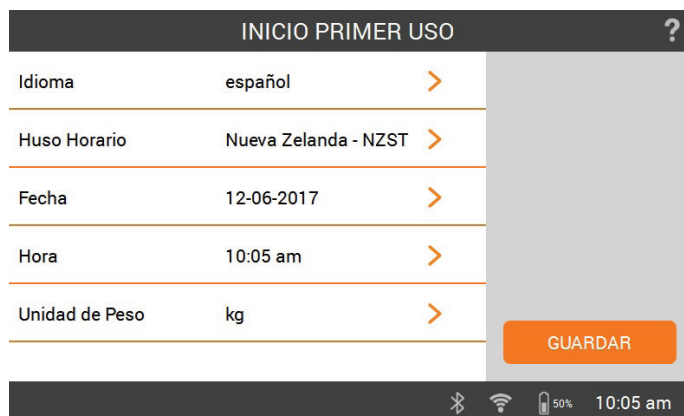 INICIO PRIMER USO ?
Idioma español
Huso Horario Nueva Zelanda - NZST
Fecha 12-06-2017
Hora 10:05 am
Unidad de Peso kg
GUARDAR
50% 10:05 am